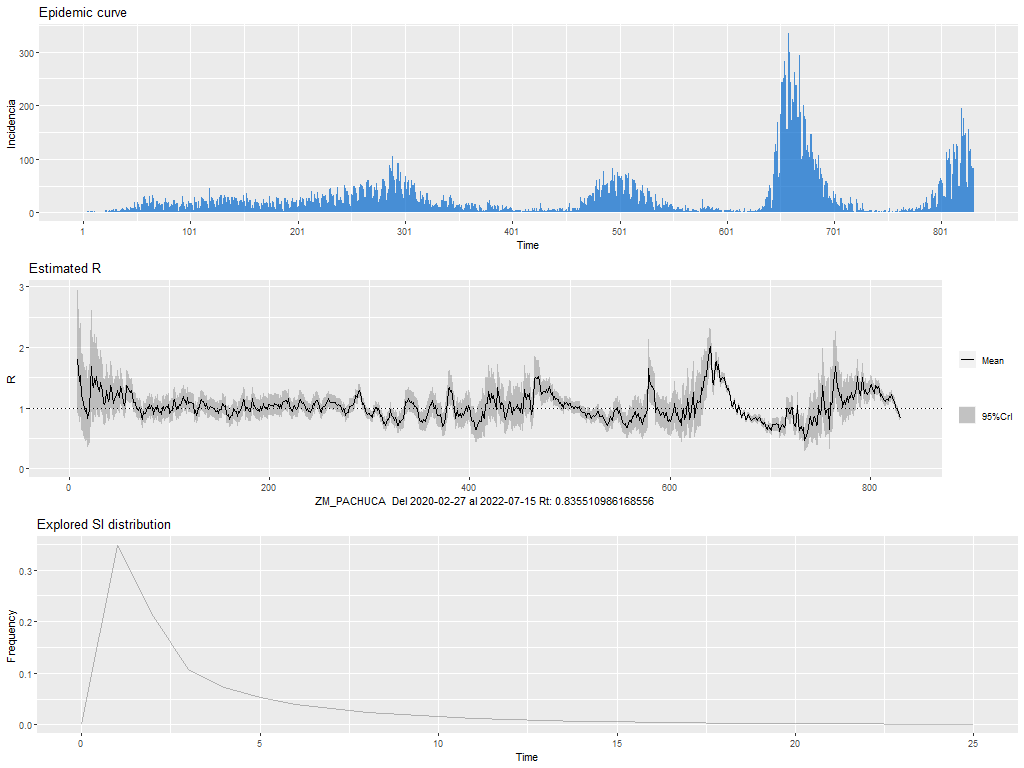 Epidemic curve
300
200
100
0
Incidencia
1 101 201 301 401 501 601 701 801
Time
Estimated R
3
2
1
0
R
Mean
95%CrI
0 200 400 600 800
ZM_PACHUCA Del 2020-02-27 al 2022-07-15 Rt: 0.835510986168556
Explored SI distribution
0.3
0.2
0.1
0.0
Frequency
0 5 10 15 20 25
Time